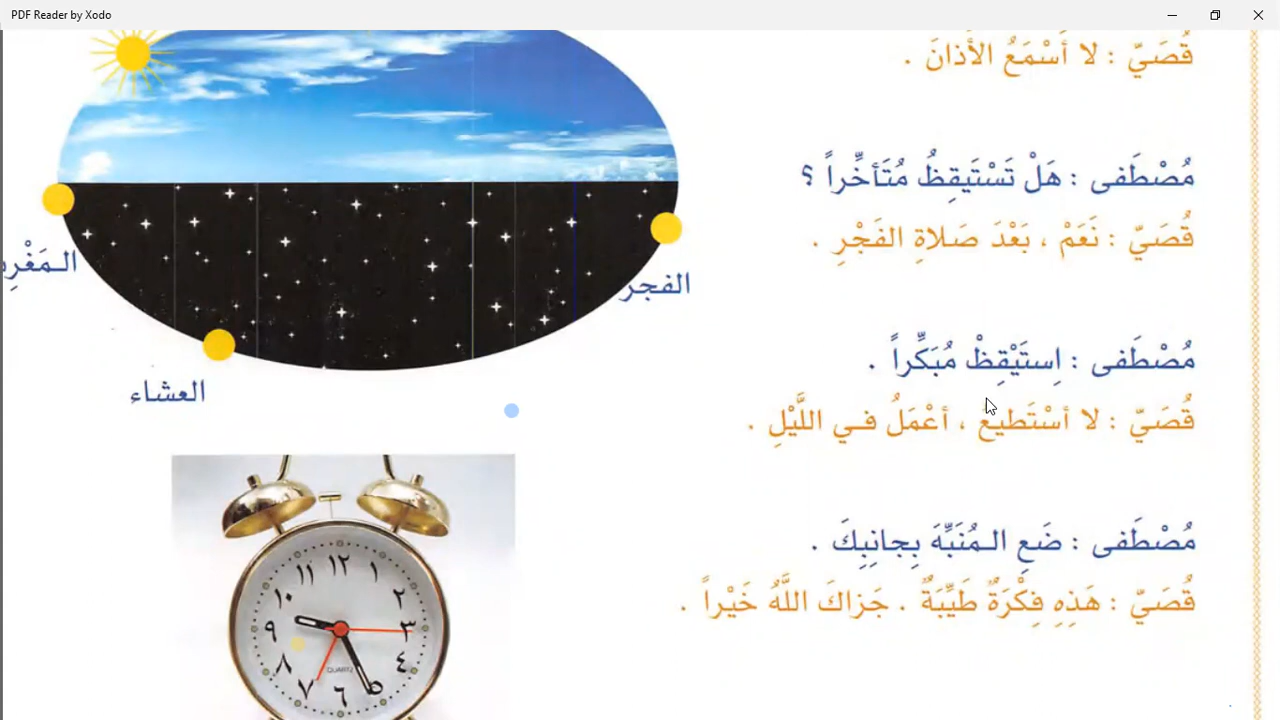 PDF Reader by Xodo
قُصَيّ : لا أَسْمَعُ الأَذانَ .
مُصْطَفى : هَلْ تَسْتَيقِظُ مُتَأخِّراً ؟
قُصَيّ : نَعَمْ ، بَعْدَ صَلاةِ الفَجْرِ .
مُصْطَفى : اِستَيْقِظْ مُبَكِّراً .
قُصَيّ : لا أسْتَطيعُ ، أعْمَلُ فـي اللَّيْلِ .
مُصْطَفى : ضَعِ الـمُنَبِّهَ بِجانِبِكَ .
قُصَيّ : هَذِهِ فِكْرَةٌ طَيِّبَةٌ . جَزاكَ اللَّهُ خَيْراً .
الفجر
العشاء
١٢
١
٢
٣
٤
٥
٦
٧
٨
٩
١٠
١١
QUARTZ